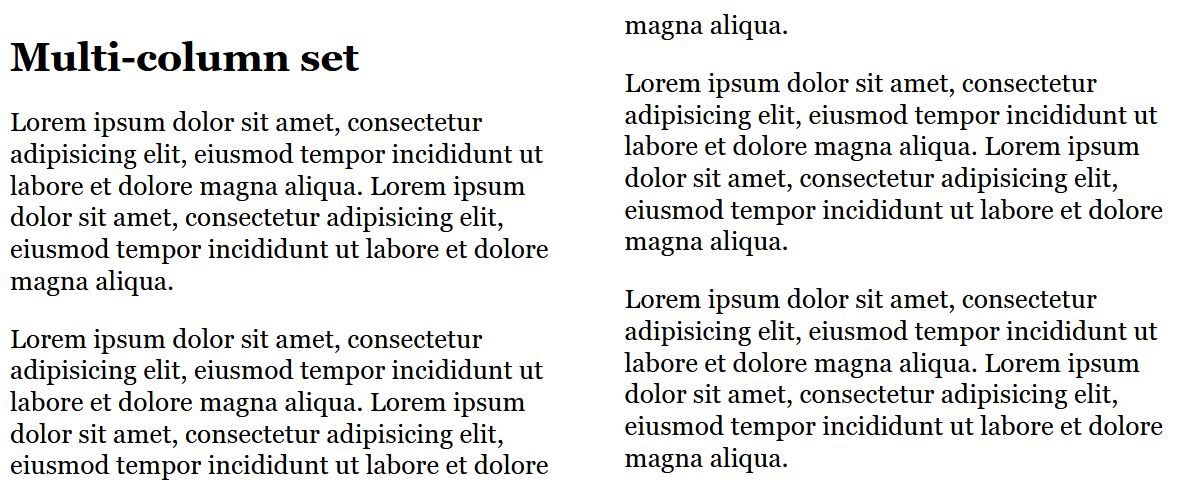 Multi-column set
Lorem ipsum dolor sit amet, consectetur
adipisicing elit, eiusmod tempor incididunt ut
labore et dolore magna aliqua. Lorem ipsum
dolor sit amet, consectetur adipisicing elit,
eiusmod tempor incididunt ut labore et dolore
magna aliqua.
Lorem ipsum dolor sit amet, consectetur
adipisicing elit, eiusmod tempor incididunt ut
labore et dolore magna aliqua. Lorem ipsum
dolor sit amet, consectetur adipisicing elit,
eiusmod tempor incididunt ut labore et dolore
magna aliqua.
Lorem ipsum dolor sit amet, consectetur
adipisicing elit, eiusmod tempor incididunt ut
labore et dolore magna aliqua. Lorem ipsum
dolor sit amet, consectetur adipisicing elit,
eiusmod tempor incididunt ut labore et dolore
magna aliqua.
Lorem ipsum dolor sit amet, consectetur
adipisicing elit, eiusmod tempor incididunt ut
labore et dolore magna aliqua. Lorem ipsum
dolor sit amet, consectetur adipisicing elit,
eiusmod tempor incididunt ut labore et dolore
magna aliqua.